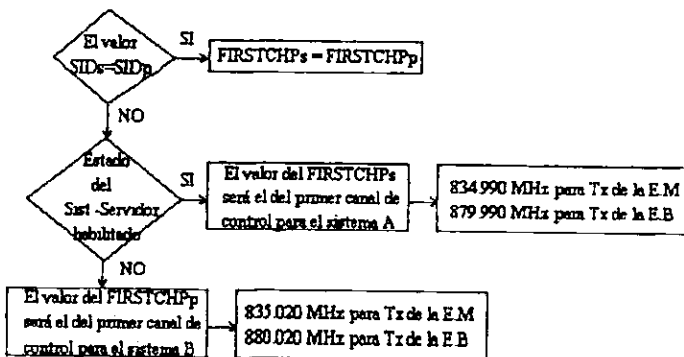 El valor
SIDs=SIDp
SI
FIRSTCHPs = FIRSTCHPp
NO
Estado
del
Sist -Servidor
habilitado
SI
El valor del FIRSTCHPs
será el del primer canal de
control para el sistema A
834.990 MHz para Tx de la E.M
879.990 MHz para Tx de la E.B
NO
El valor del FIRSTCHPp
será el del primer canal de
control para el sistema B
835.020 MHz para Tx de la E.M
880.020 MHz para Tx de la E.B